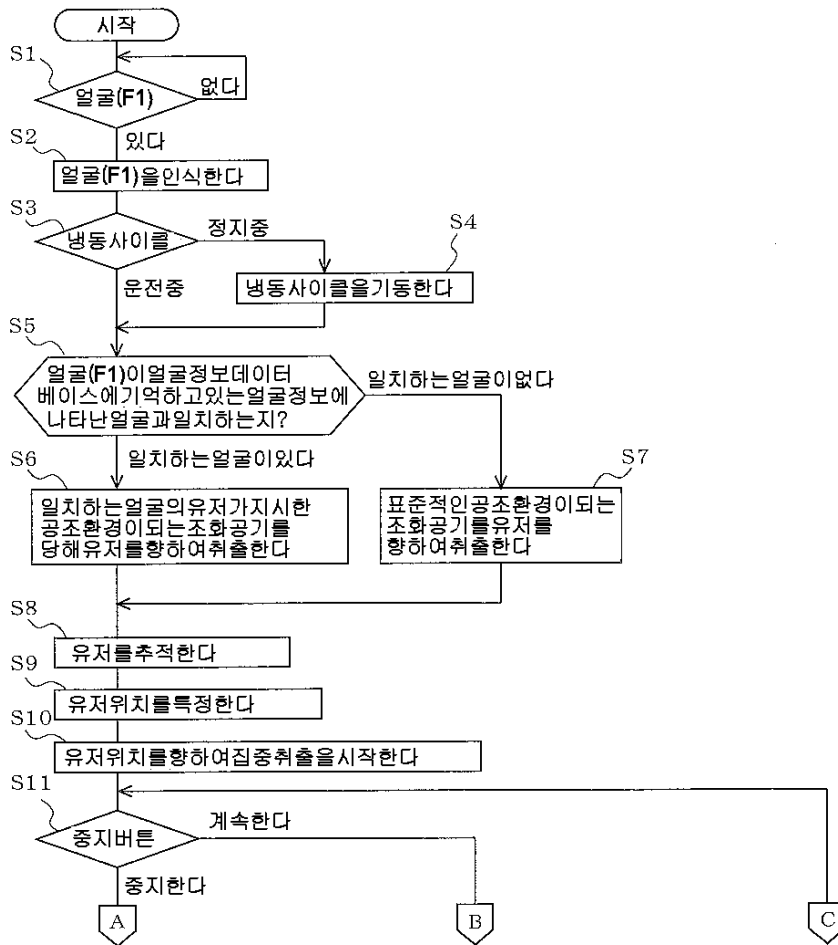 시작
S1
얼굴(F1)
없다
있다
S2
얼굴(F1)을인식한다
S3
냉동사이클
정지중
S4
운전중
냉동사이클을기동한다
S5
얼굴(F1)이얼굴정보데이터
베이스에기억하고있는얼굴정보에
나타난얼굴과일치하는지?
일치하는얼굴이없다
일치하는얼굴이있다
S6
일치하는얼굴의유저가지시한
공조환경이되는조화공기를
당해유저를향하여취출한다
S7
표준적인공조환경이되는
조화공기를유저를
향하여취출한다
S8
유저를추적한다
S9
유저위치를특정한다
S10
유저위치를향하여집중취출을시작한다
S11
중지버튼
계속한다
중지한다
A
B
C